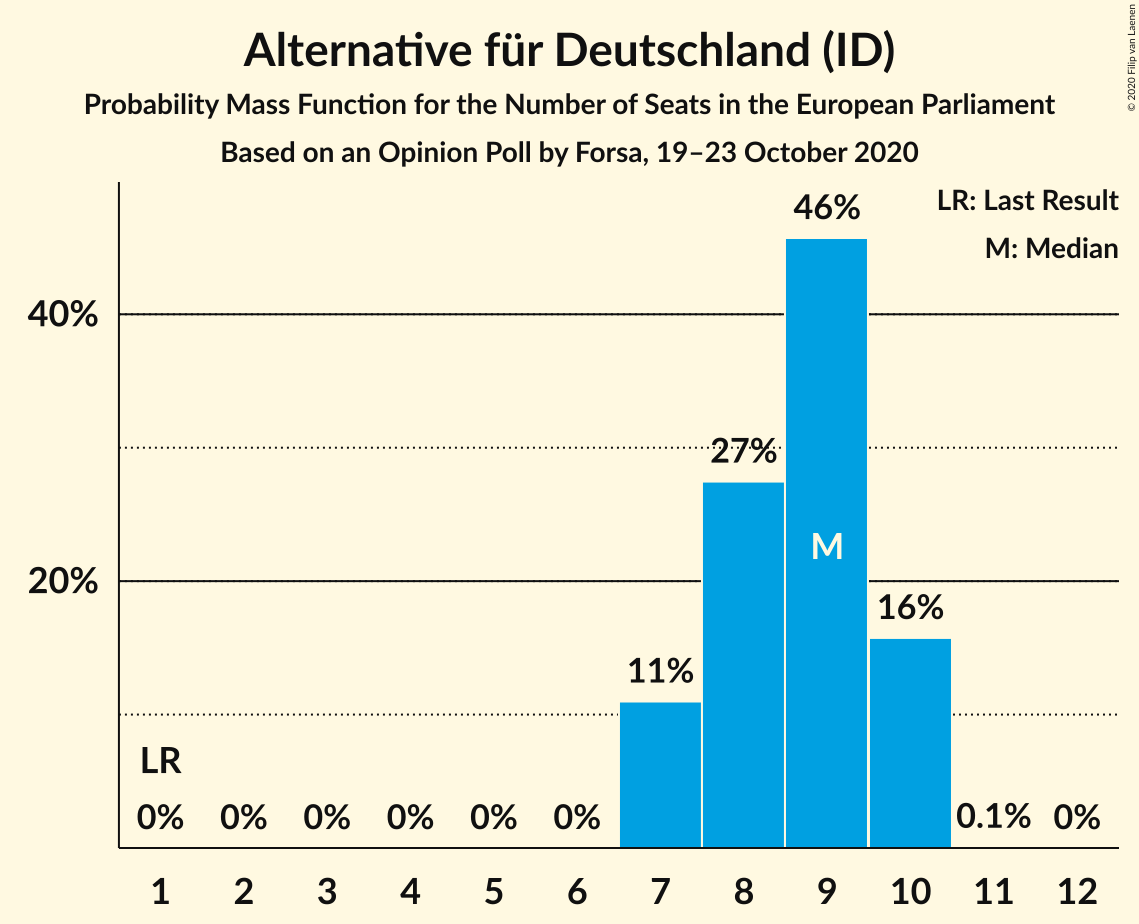 Alternative für Deutschland (ID)
Probability Mass Function for the Number of Seats in the European Parliament
Based on an Opinion Poll by Forsa, 19–23 October 2020
© 2020 Filip van Laenen
LR: Last Result
M: Median
46%
40%
27%
M
20%
16%
11%
LR
0% 0% 0% 0% 0% 0% 0.1% 0%
1 2 3 4 5 6 7 8 9 10 11 12